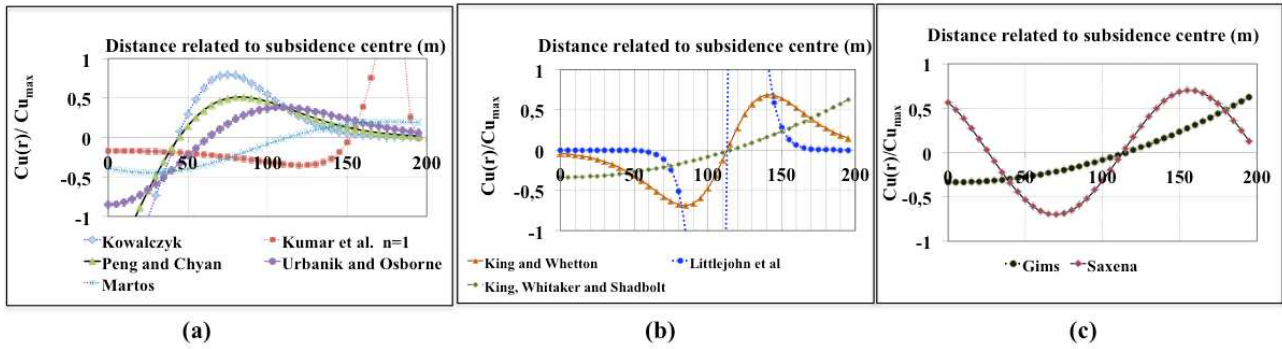 Distance related to subsidence centre (m)
Cu(r)/ Cumax
1
0,5
0
-0,5
-1
0
50
100
150
200
Kowalczyk
Kumar et al. n=1
Peng and Chyan
Urbanik and Osborne
Martos
(a)
Distance related to subsidence centre (m)
Cu(r)/Cumax
1
0,5
0
-0,5
-1
0
50
100
150
200
King and Whetton
Littlejohn et al
King, Whitaker and Shadbolt
(b)
Distance related to subsidence centre (m)
Cu(r)/Cumax
1
0,5
0
-0,5
-1
0
50
100
150
200
Gims
Saxena
(c)